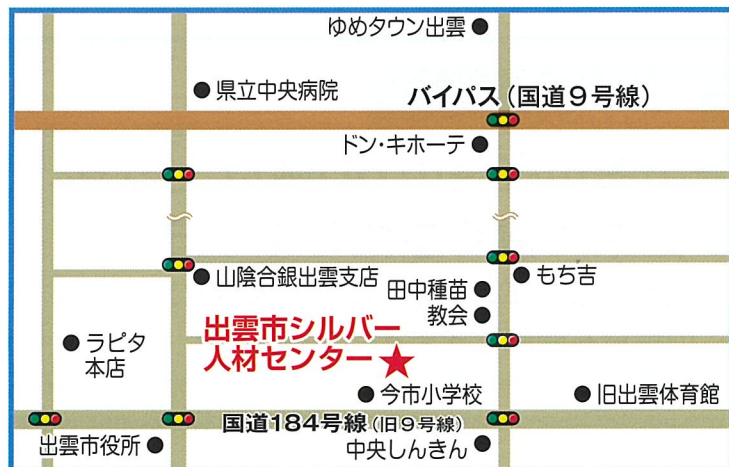 ゆめタウン出雲
県立中央病院
バイパス(国道9号線)
ドン・キホーテ
山陰合銀出雲支店
もち吉
田中種苗
教会
出雲市シルバー
人材センター
ラピタ
本店
今市小学校
旧出雲体育館
国道184号線(旧9号線)
出雲市役所
中央しんきん